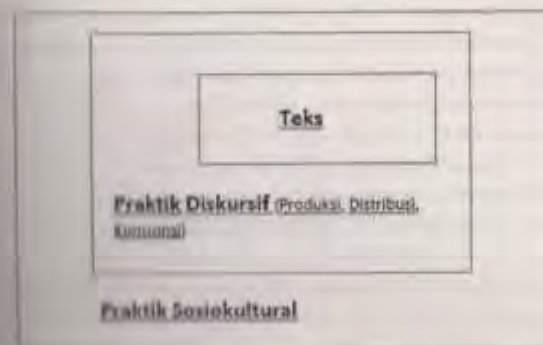 Teks
Praktik Diskursif (Produksi, Distribusi,
Konsumsi)
Praktik Sosiokultural